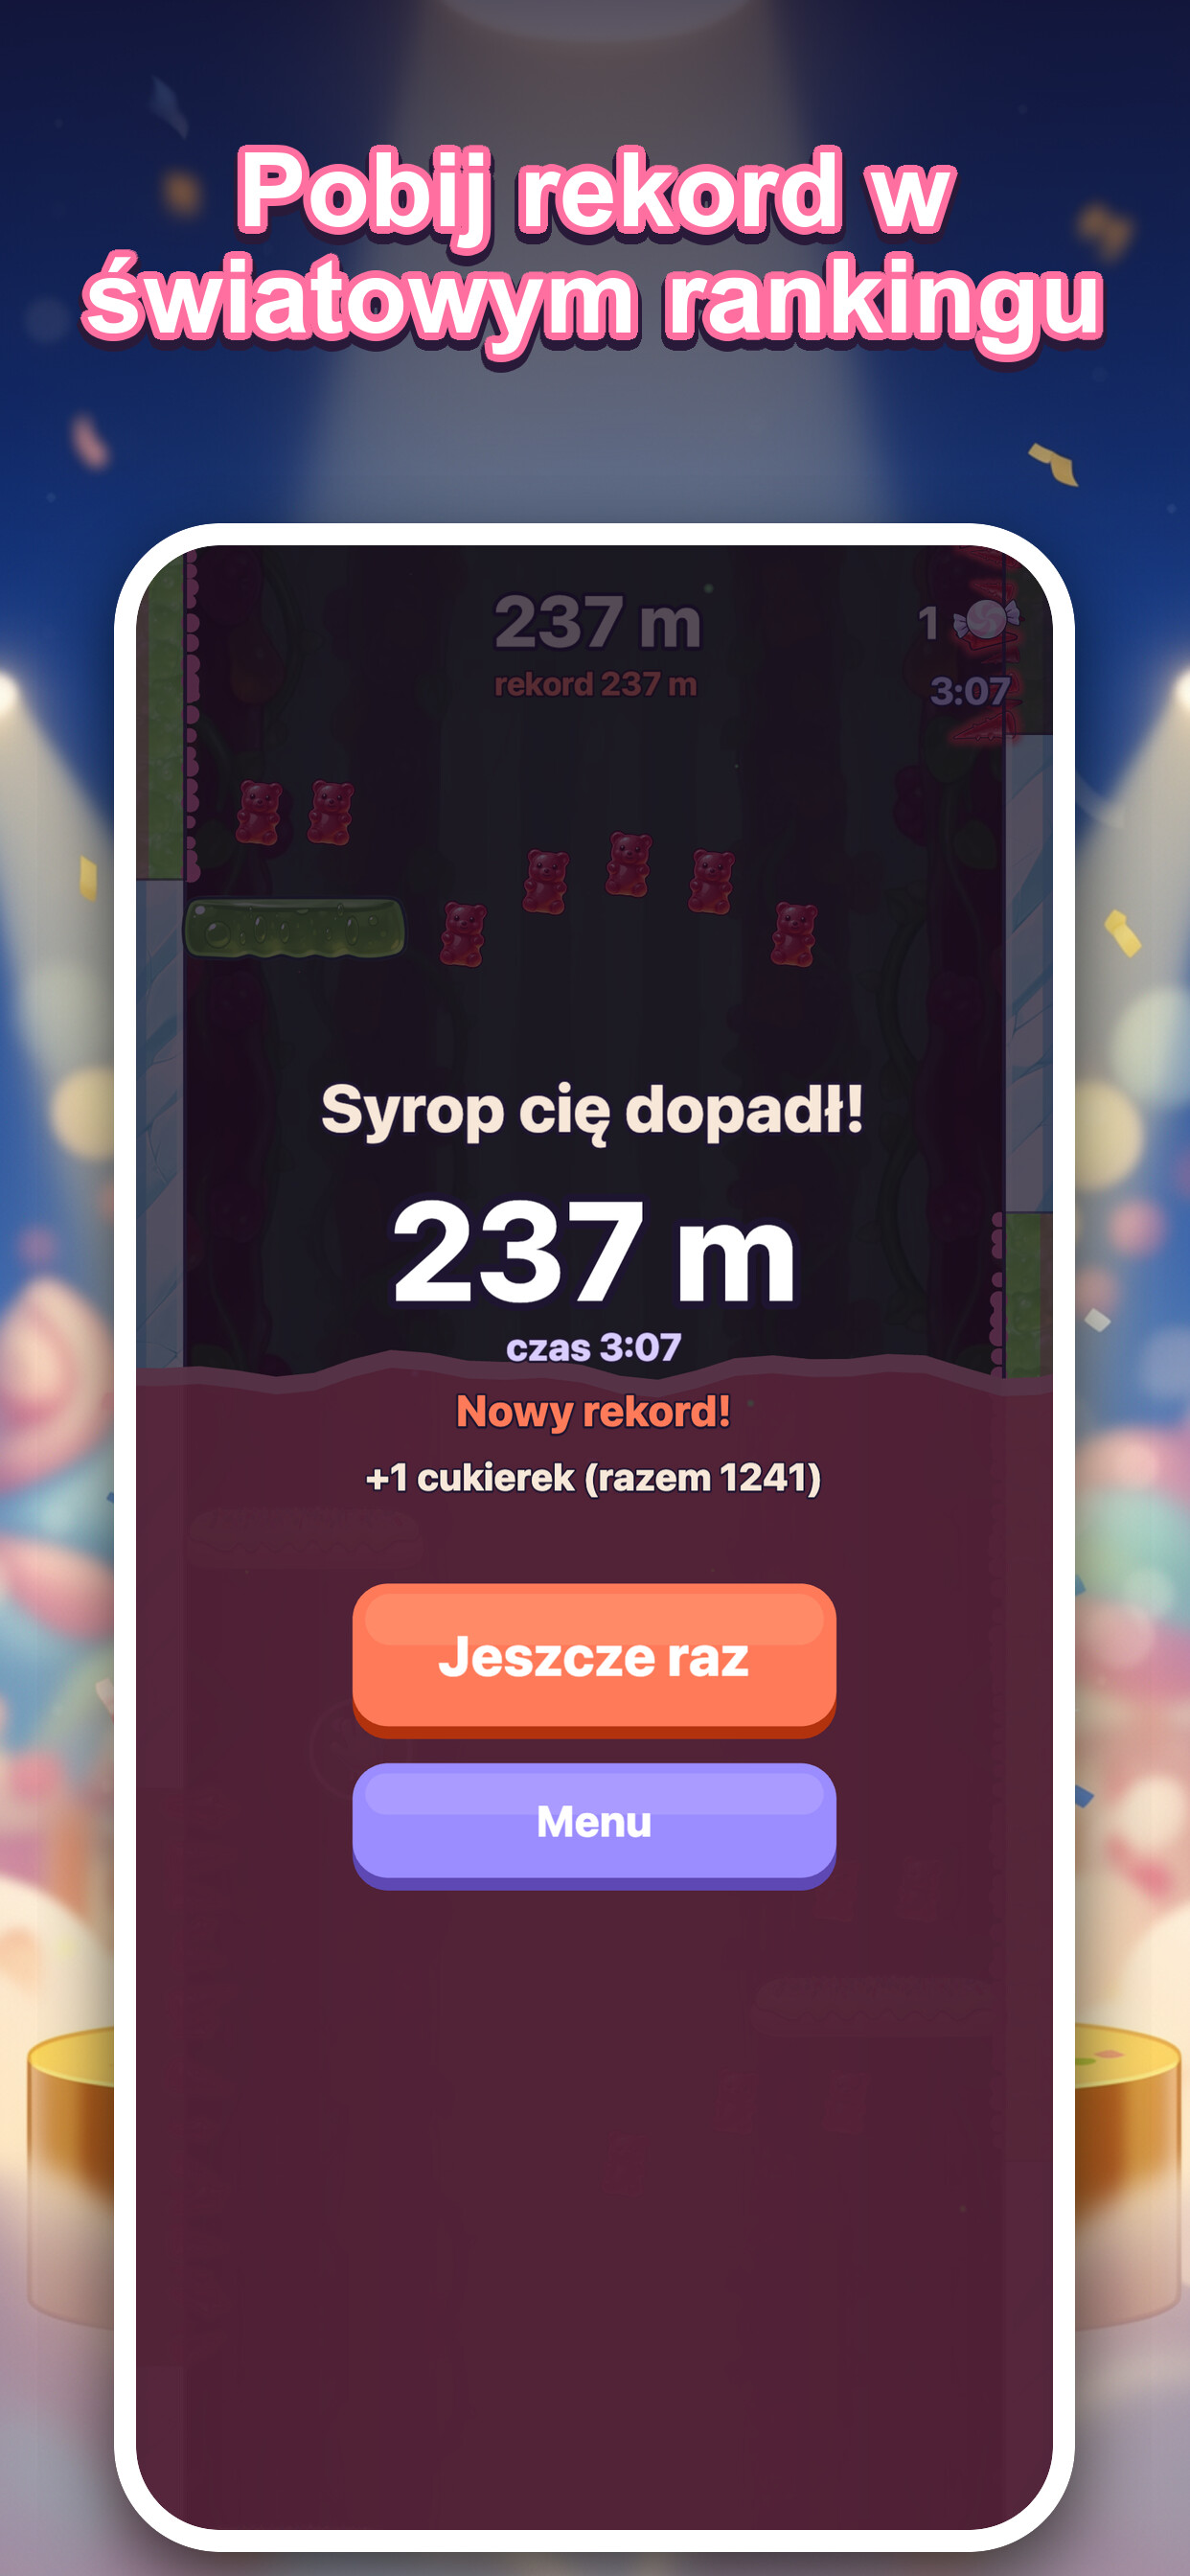 Pobij rekord w
światowym rankingu
237 m
1
rekord 237 m
3:07
Syrop cię dopadł!
237 m
czas 3:07
Nowy rekord!
+1 cukierek (razem 1241)
Jeszcze raz
Menu